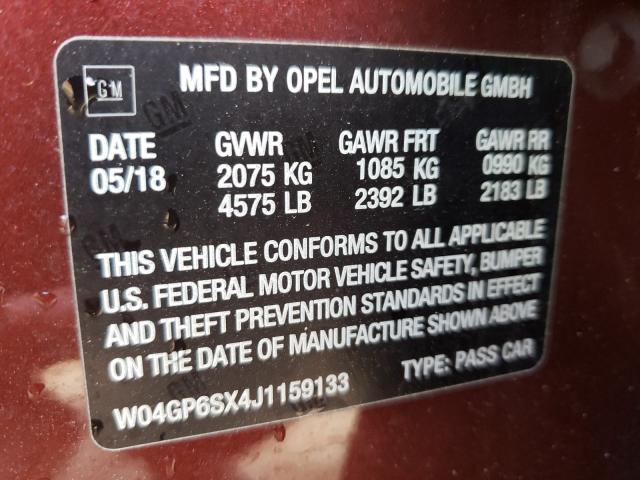 GM
MFD BY OPEL AUTOMOBILE GMBH
DATE GVWR GAWR FRT GAWR RR
05/18 2075 KG 1085 KG 0990 KG
4575 LB 2392 LB 2183 LB
THIS VEHICLE CONFORMS TO ALL APPLICABLE
U.S. FEDERAL MOTOR VEHICLE SAFETY, BUMPER
AND THEFT PREVENTION STANDARDS IN EFFECT
ON THE DATE OF MANUFACTURE SHOWN ABOVE
W04GP6SX4J1159133 TYPE: PASS CAR